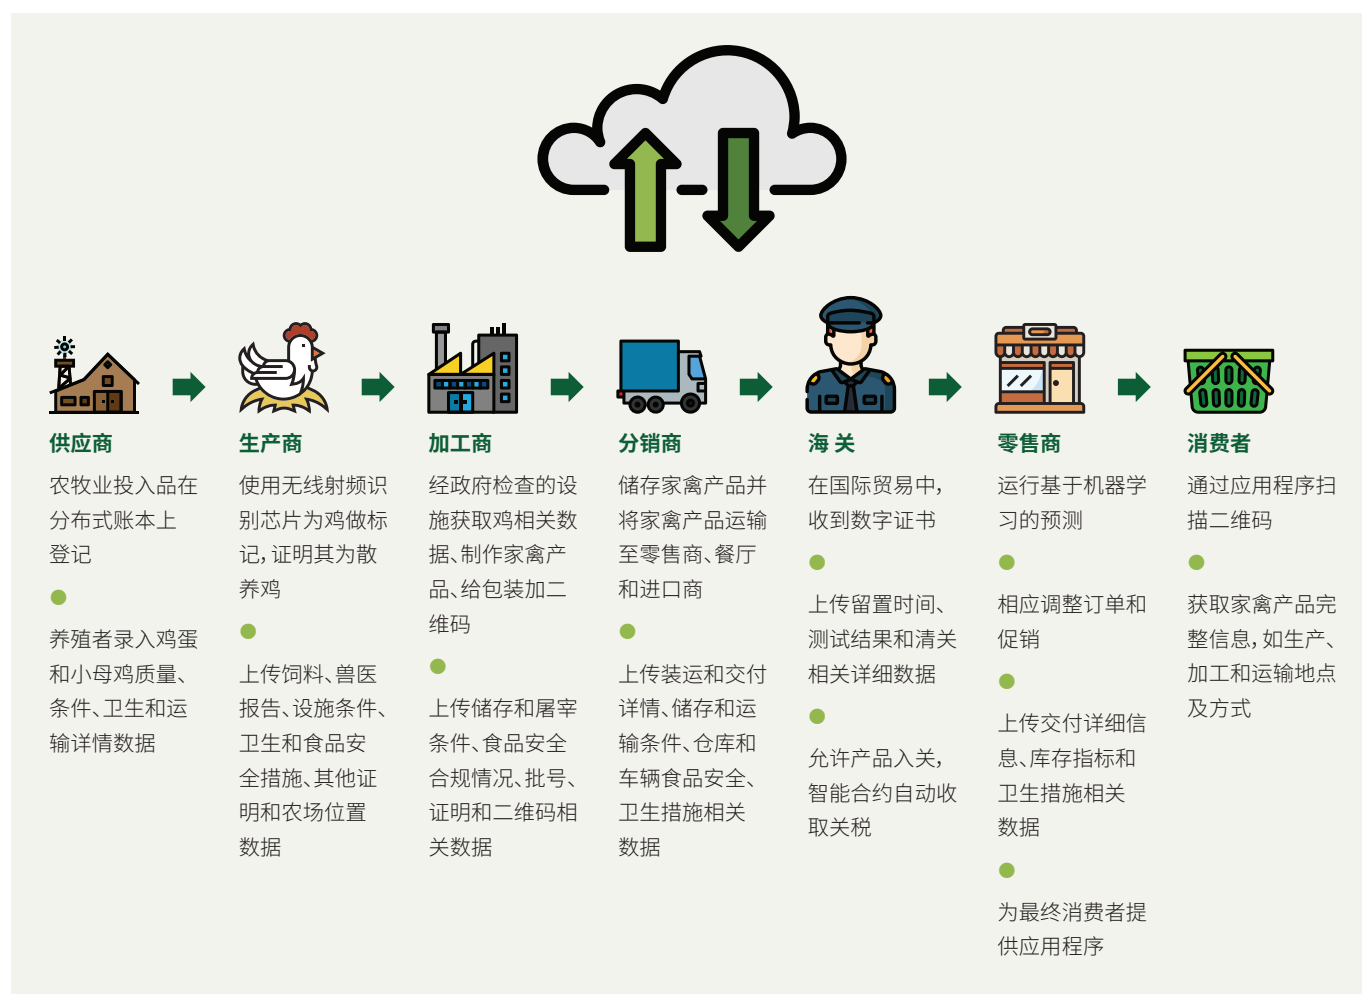 供应商
农牧业投入品在
分布式账本上
登记
养殖者录入鸡蛋
和小母鸡质量、
条件、卫生和运
输详情数据
生产商
使用无线射频识
别芯片为鸡做标
记，证明其为散
养鸡
上传饲料、兽医
报告、设施条件、
卫生和食品安
全措施、其他证
明和农场位置
数据
加工商
经政府检查的设
施获取鸡相关数
据、制作家禽产
品、给包装加二
维码
上传储存和屠宰
条件、食品安全
合规情况、批号、
证明和二维码相
关数据
分销商
储存家禽产品并
将家禽产品运输
至零售商、餐厅
和进口商
上传装运和交付
详情、储存和运
输条件、仓库和
车辆食品安全、
卫生措施相关
数据
海 关
在国际贸易中，
收到数字证书
上传留置时间、
测试结果和清关
相关详细数据
允许产品入关，
智能合约自动收
取关税
零售商
运行基于机器学
习的预测
相应调整订单和
促销
上传交付详细信
息、库存指标和
卫生措施相关
数据
为最终消费者提
供应用程序
消费者
通过应用程序扫
描二维码
获取家禽产品完
整信息，如生产、
加工和运输地点
及方式